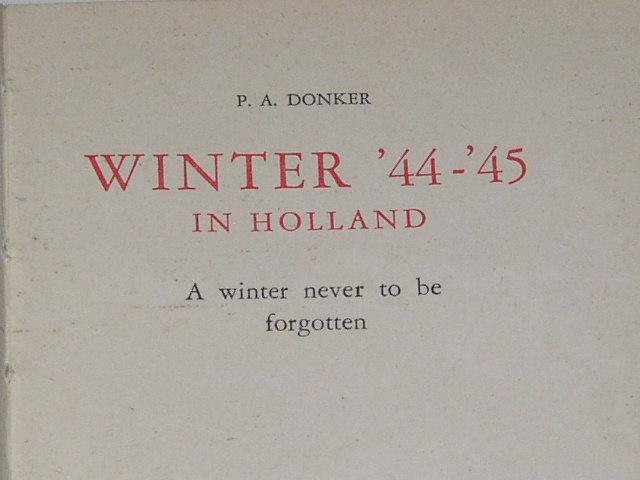 P. A. DONKER
WINTER ’44-’45
IN HOLLAND
A winter never to be
forgotten